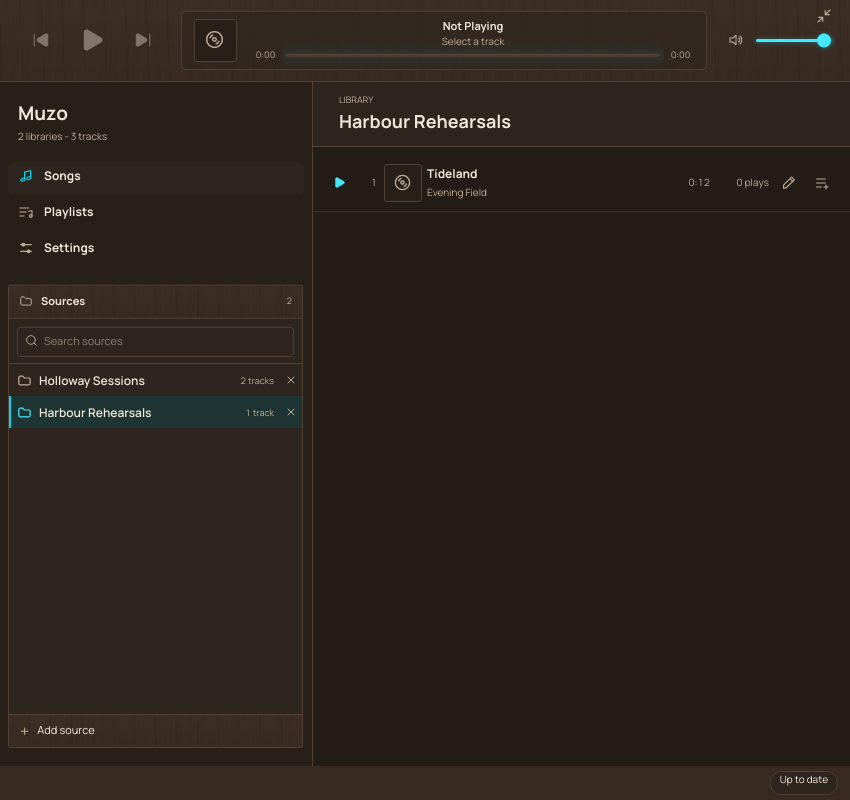 Not Playing
Select a track
0:00
0:00
Muzo
2 libraries - 3 tracks
Songs
Playlists
Settings
Sources
2
Search sources
Holloway Sessions
2 tracks
Harbour Rehearsals
1 track
Add source
LIBRARY
Harbour Rehearsals
1
Tideland
Evening Field
0:12
0 plays
Up to date